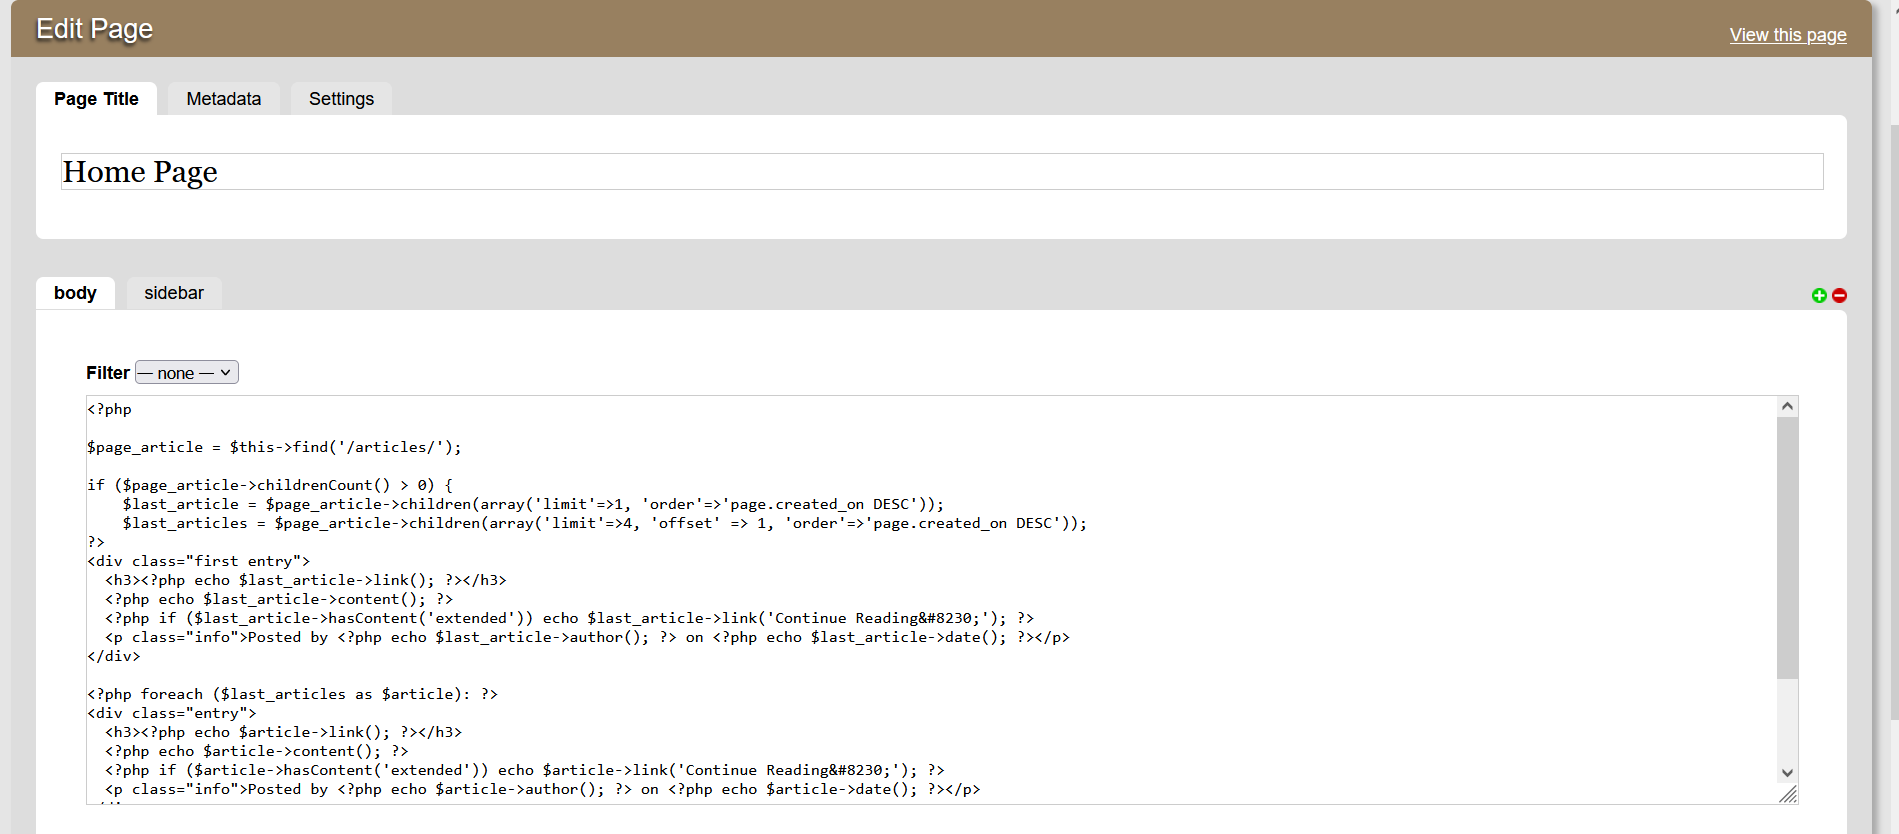 Edit Page
View this page
Page Title
Metadata
Settings
Home Page
body
sidebar
Filter — none —
<?php

$page_article = $this->find('/articles/');

if ($page_article->childrenCount() > 0) {
    $last_article = $page_article->children(array('limit'=>1, 'order'=>'page.created_on DESC'));
    $last_articles = $page_article->children(array('limit'=>4, 'offset' => 1, 'order'=>'page.created_on DESC'));
?>
<div class="first entry">
  <h3><?php echo $last_article->link(); ?></h3>
  <?php echo $last_article->content(); ?>
  <?php if ($last_article->hasContent('extended')) echo $last_article->link('Continue Reading&#8230;'); ?>
  <p class="info">Posted by <?php echo $last_article->author(); ?> on <?php echo $last_article->date(); ?></p>
</div>

<?php foreach ($last_articles as $article): ?>
<div class="entry">
  <h3><?php echo $article->link(); ?></h3>
  <?php echo $article->content(); ?>
  <?php if ($article->hasContent('extended')) echo $article->link('Continue Reading&#8230;'); ?>
  <p class="info">Posted by <?php echo $article->author(); ?> on <?php echo $article->date(); ?></p>